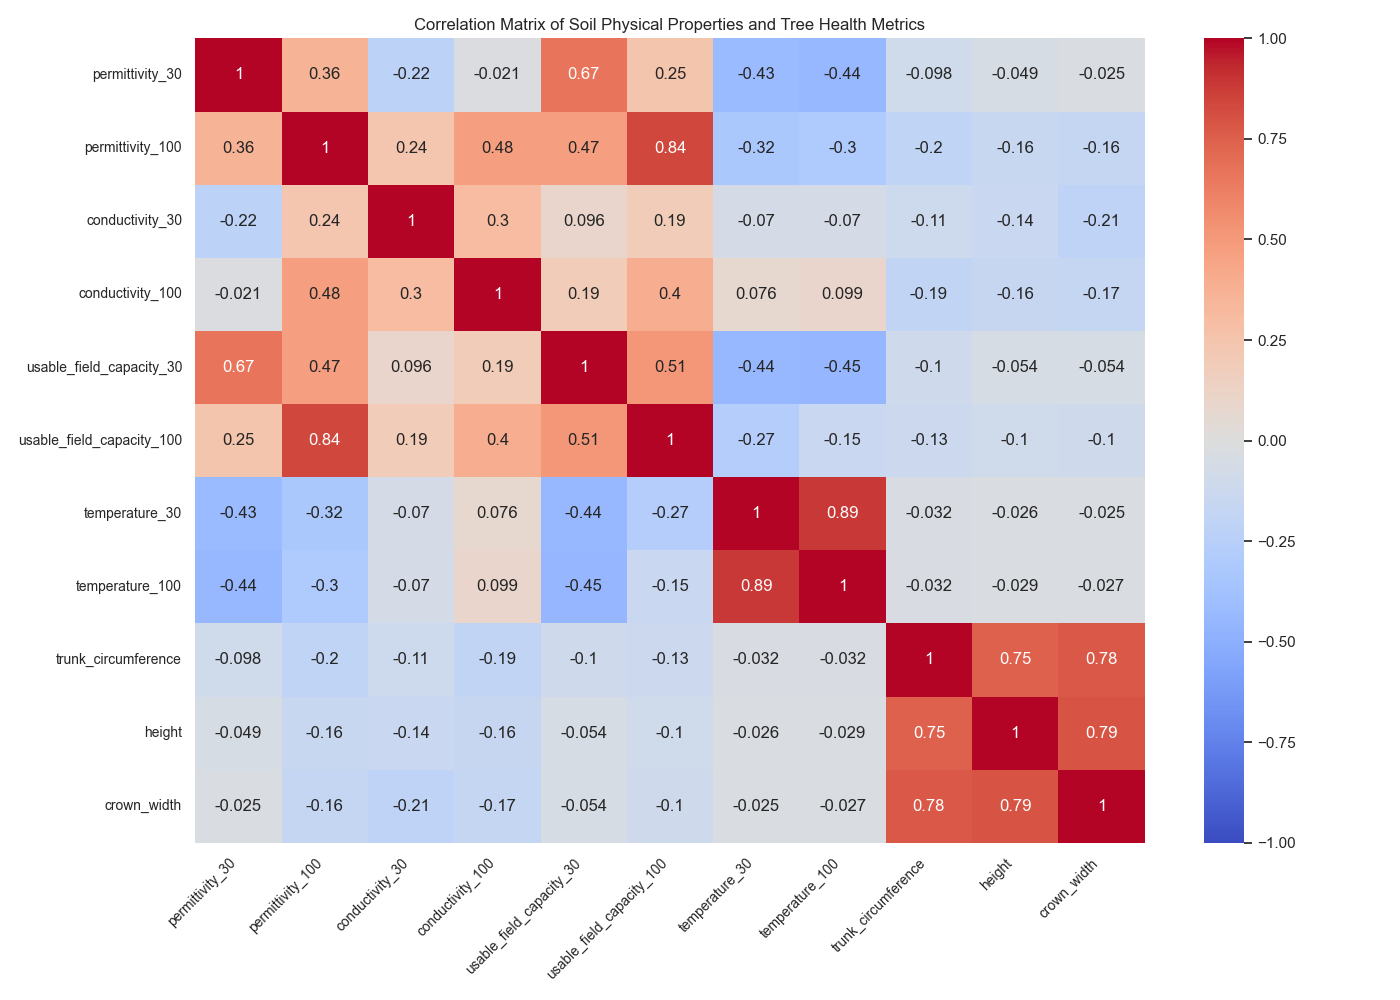 Correlation Matrix of Soil Physical Properties and Tree Health Metrics
permittivity_30 1 0.36 -0.22 -0.021 0.67 0.25 -0.43 -0.44 -0.098 -0.049 -0.025
permittivity_100 0.36 1 0.24 0.48 0.47 0.84 -0.32 -0.3 -0.2 -0.16 -0.16
conductivity_30 -0.22 0.24 1 0.3 0.096 0.19 -0.07 -0.07 -0.11 -0.14 -0.21
conductivity_100 -0.021 0.48 0.3 1 0.19 0.4 0.076 0.099 -0.19 -0.16 -0.17
usable_field_capacity_30 0.67 0.47 0.096 0.19 1 0.51 -0.44 -0.45 -0.1 -0.054 -0.054
usable_field_capacity_100 0.25 0.84 0.19 0.4 0.51 1 -0.27 -0.15 -0.13 -0.1 -0.1
temperature_30 -0.43 -0.32 -0.07 0.076 -0.44 -0.27 1 0.89 -0.032 -0.026 -0.025
temperature_100 -0.44 -0.3 -0.07 0.099 -0.45 -0.15 0.89 1 -0.032 -0.029 -0.027
trunk_circumference -0.098 -0.2 -0.11 -0.19 -0.1 -0.13 -0.032 -0.032 1 0.75 0.78
height -0.049 -0.16 -0.14 -0.16 -0.054 -0.1 -0.026 -0.029 0.75 1 0.79
crown_width -0.025 -0.16 -0.21 -0.17 -0.054 -0.1 -0.025 -0.027 0.78 0.79 1
permittivity_30
permittivity_100
conductivity_30
conductivity_100
usable_field_capacity_30
usable_field_capacity_100
temperature_30
temperature_100
trunk_circumference
height
crown_width
1.00
0.75
0.50
0.25
0.00
−0.25
−0.50
−0.75
−1.00